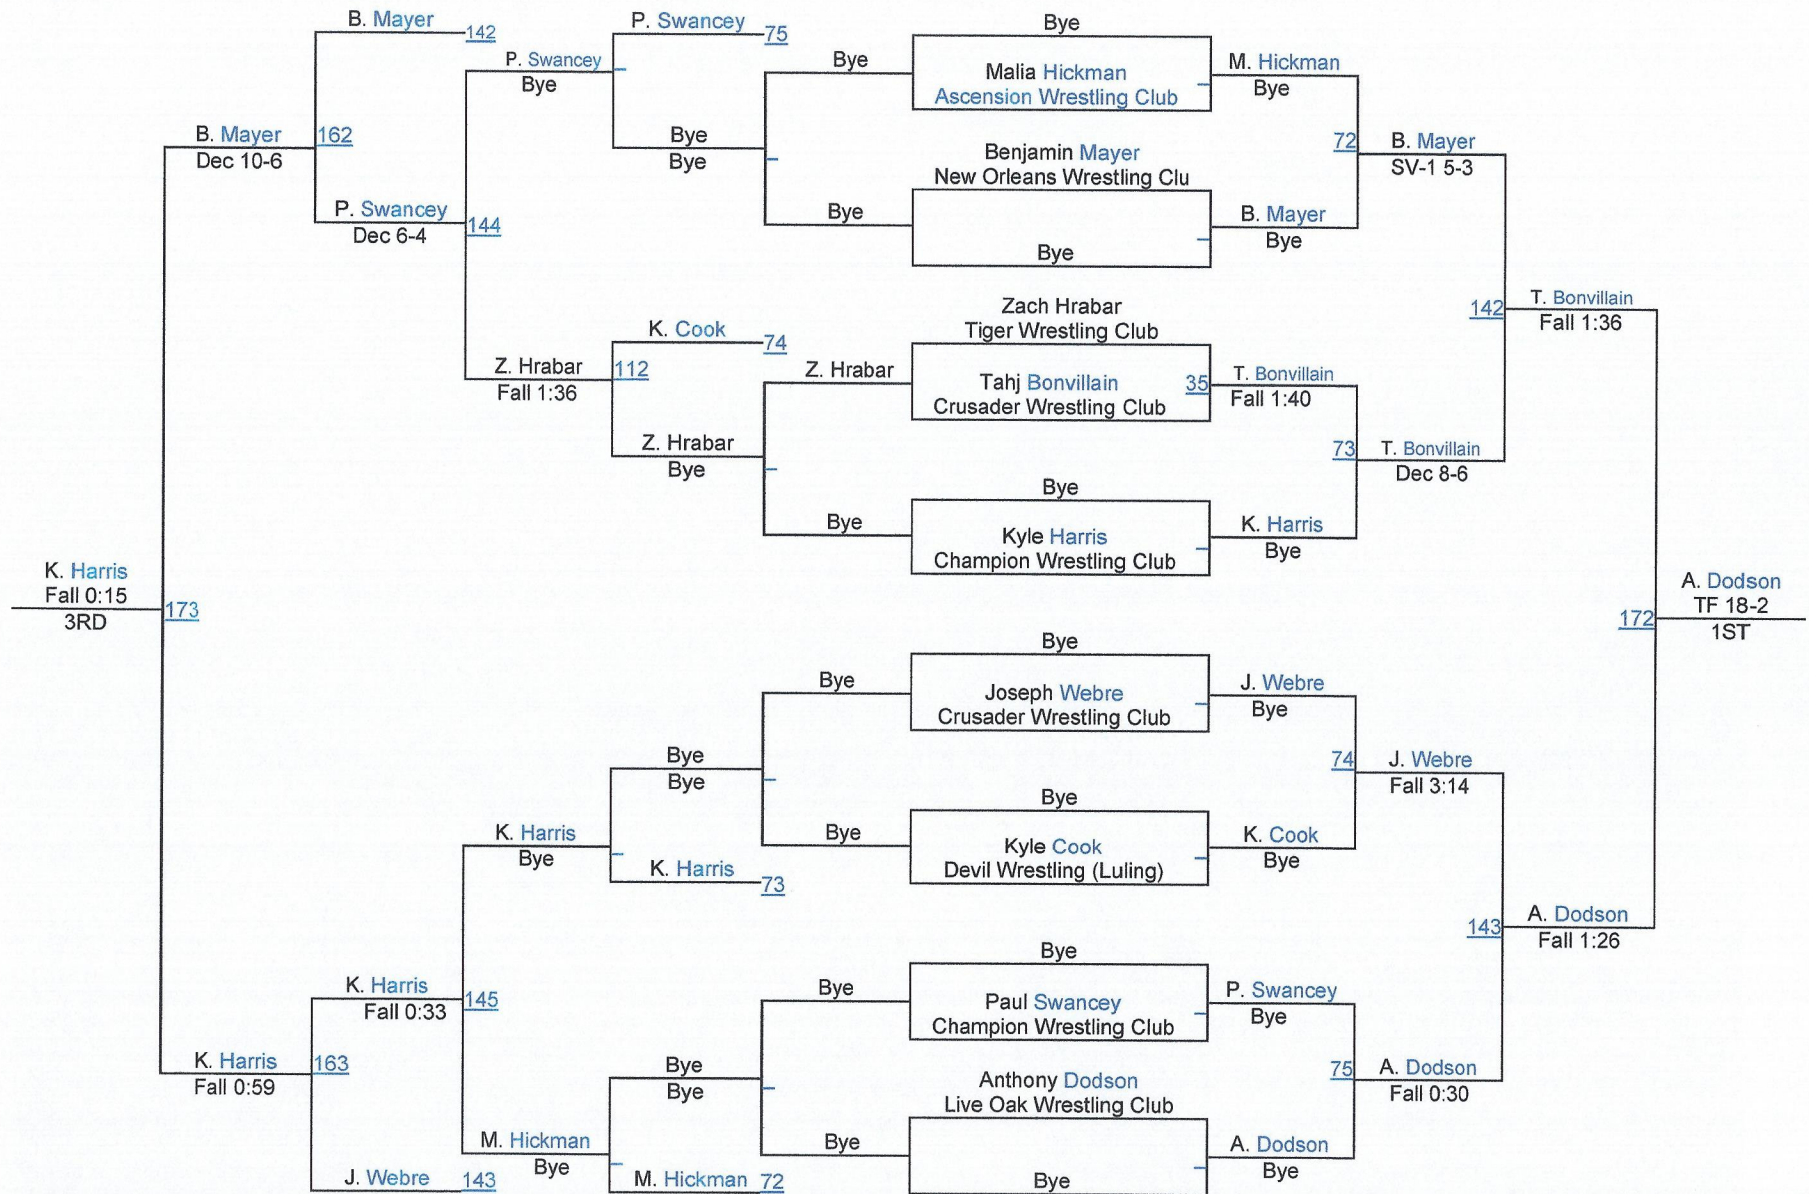 B. Mayer
142
P. Swancey
75
P. Swancey
Bye
B. Mayer
162
Dec 10-6
P. Swancey
144
Dec 6-4
Bye
Bye
K. Cook
74
Z. Hrabar
112
Fall 1:36
Z. Hrabar
Bye
K. Harris
Fall 0:15
173
3RD
Bye
Bye
K. Harris
Bye
K. Harris
73
K. Harris
145
Fall 0:33
K. Harris
163
Fall 0:59
Bye
Bye
M. Hickman
Bye
J. Webre
143
M. Hickman
72
Bye
Bye
Z. Hrabar
Bye
Bye
Bye
Bye
Bye
Bye
Malia Hickman
Ascension Wrestling Club
Benjamin Mayer
New Orleans Wrestling Clu
Bye
Zach Hrabar
Tiger Wrestling Club
Tahj Bonvillain
35
Crusader Wrestling Club
Bye
Kyle Harris
Champion Wrestling Club
Bye
Joseph Webre
Crusader Wrestling Club
Bye
Kyle Cook
Devil Wrestling (Luling)
Bye
Paul Swancey
Champion Wrestling Club
Anthony Dodson
Live Oak Wrestling Club
Bye
M. Hickman
Bye
72
B. Mayer
SV-1 5-3
B. Mayer
Bye
142
T. Bonvillain
Fall 1:36
T. Bonvillain
Fall 1:40
73
T. Bonvillain
Dec 8-6
K. Harris
Bye
172
A. Dodson
TF 18-2
1ST
J. Webre
Bye
74
J. Webre
Fall 3:14
K. Cook
Bye
143
A. Dodson
Fall 1:26
P. Swancey
Bye
75
A. Dodson
Fall 0:30
A. Dodson
Bye